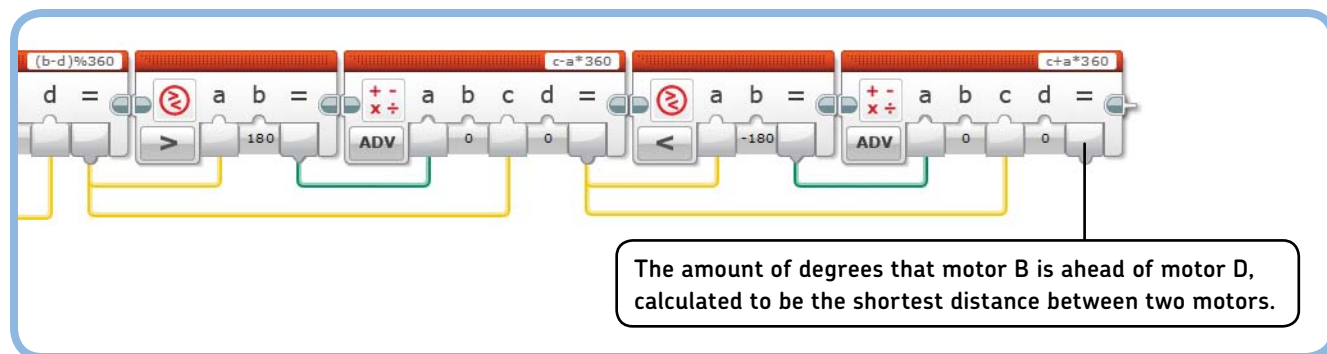 (b-d)%360 c-a*360 c+a*360
d = a b = a b c d = a b = a b c d =
> 180 ADV 0 0 < -180 ADV 0 0
The amount of degrees that motor B is ahead of motor D,
calculated to be the shortest distance between two motors.